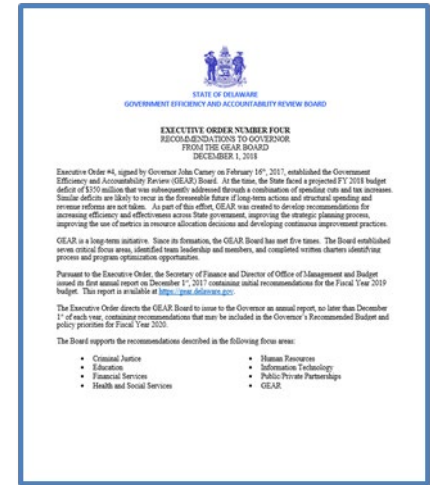 STATE OF DELAWARE
GOVERNMENT EFFICIENCY AND ACCOUNTABILITY REVIEW BOARD
EXECUTIVE ORDER NUMBER FOUR
RECOMMENDATIONS TO GOVERNOR
FROM THE GEAR BOARD
DECEMBER 1, 2018
Executive Order #4, signed by Governor John Carney on February 16th, 2017, established the Government
Efficiency and Accountability Review (GEAR) Board. At the time, the State faced a projected FY 2018 budget
deficit of $350 million that was subsequently addressed through a combination of spending cuts and tax increases.
Similar deficits are likely to recur in the foreseeable future if long-term actions and structural spending and
revenue reforms are not taken. As part of this effort, GEAR was created to develop recommendations for
increasing efficiency and effectiveness across State government, improving the strategic planning process,
improving the use of metrics in resource allocation decisions and developing continuous improvement practices.
GEAR is a long-term initiative. Since its formation, the GEAR Board has met five times. The Board established
seven critical focus areas, identified team leadership and members, and completed written charters identifying
process and program optimization opportunities.
Pursuant to the Executive Order, the Secretary of Finance and Director of Office of Management and Budget
issued its first annual report on December 1st, 2017 containing initial recommendations for the Fiscal Year 2019
budget. This report is available at https://gear.delaware.gov.
The Executive Order directs the GEAR Board to issue to the Governor an annual report, no later than December
1st of each year, containing recommendations that may be included in the Governor's Recommended Budget and
policy priorities for Fiscal Year 2020.
The Board supports the recommendations described in the following focus areas:
• Criminal Justice
• Education
• Financial Services
• Health and Social Services
• Human Resources
• Information Technology
• Public/Private Partnerships
• GEAR